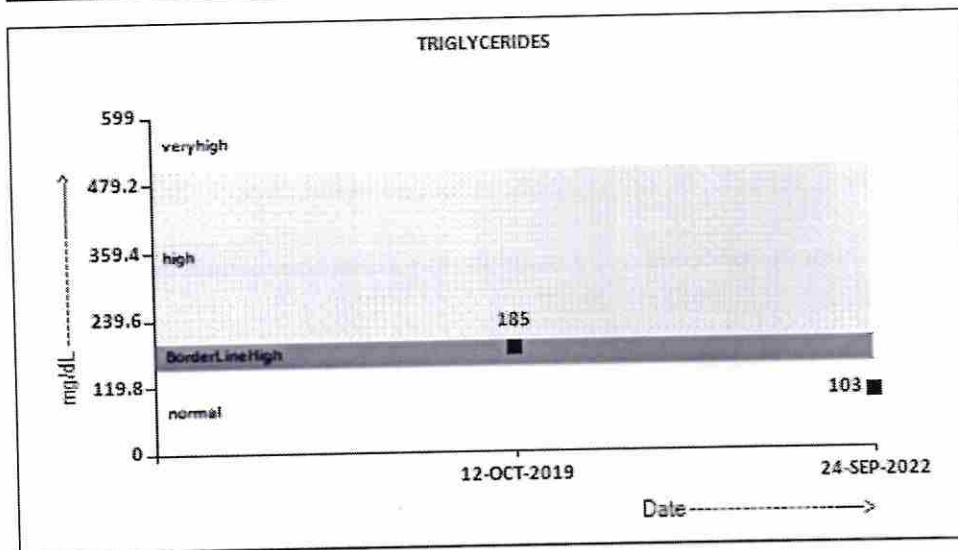 TRIGLYCERIDES
599
veryhigh
479.2
359.4
high
239.6
185
BorderLineHigh
119.8
103
normal
0
mg/dL
12-OCT-2019
24-SEP-2022
Date